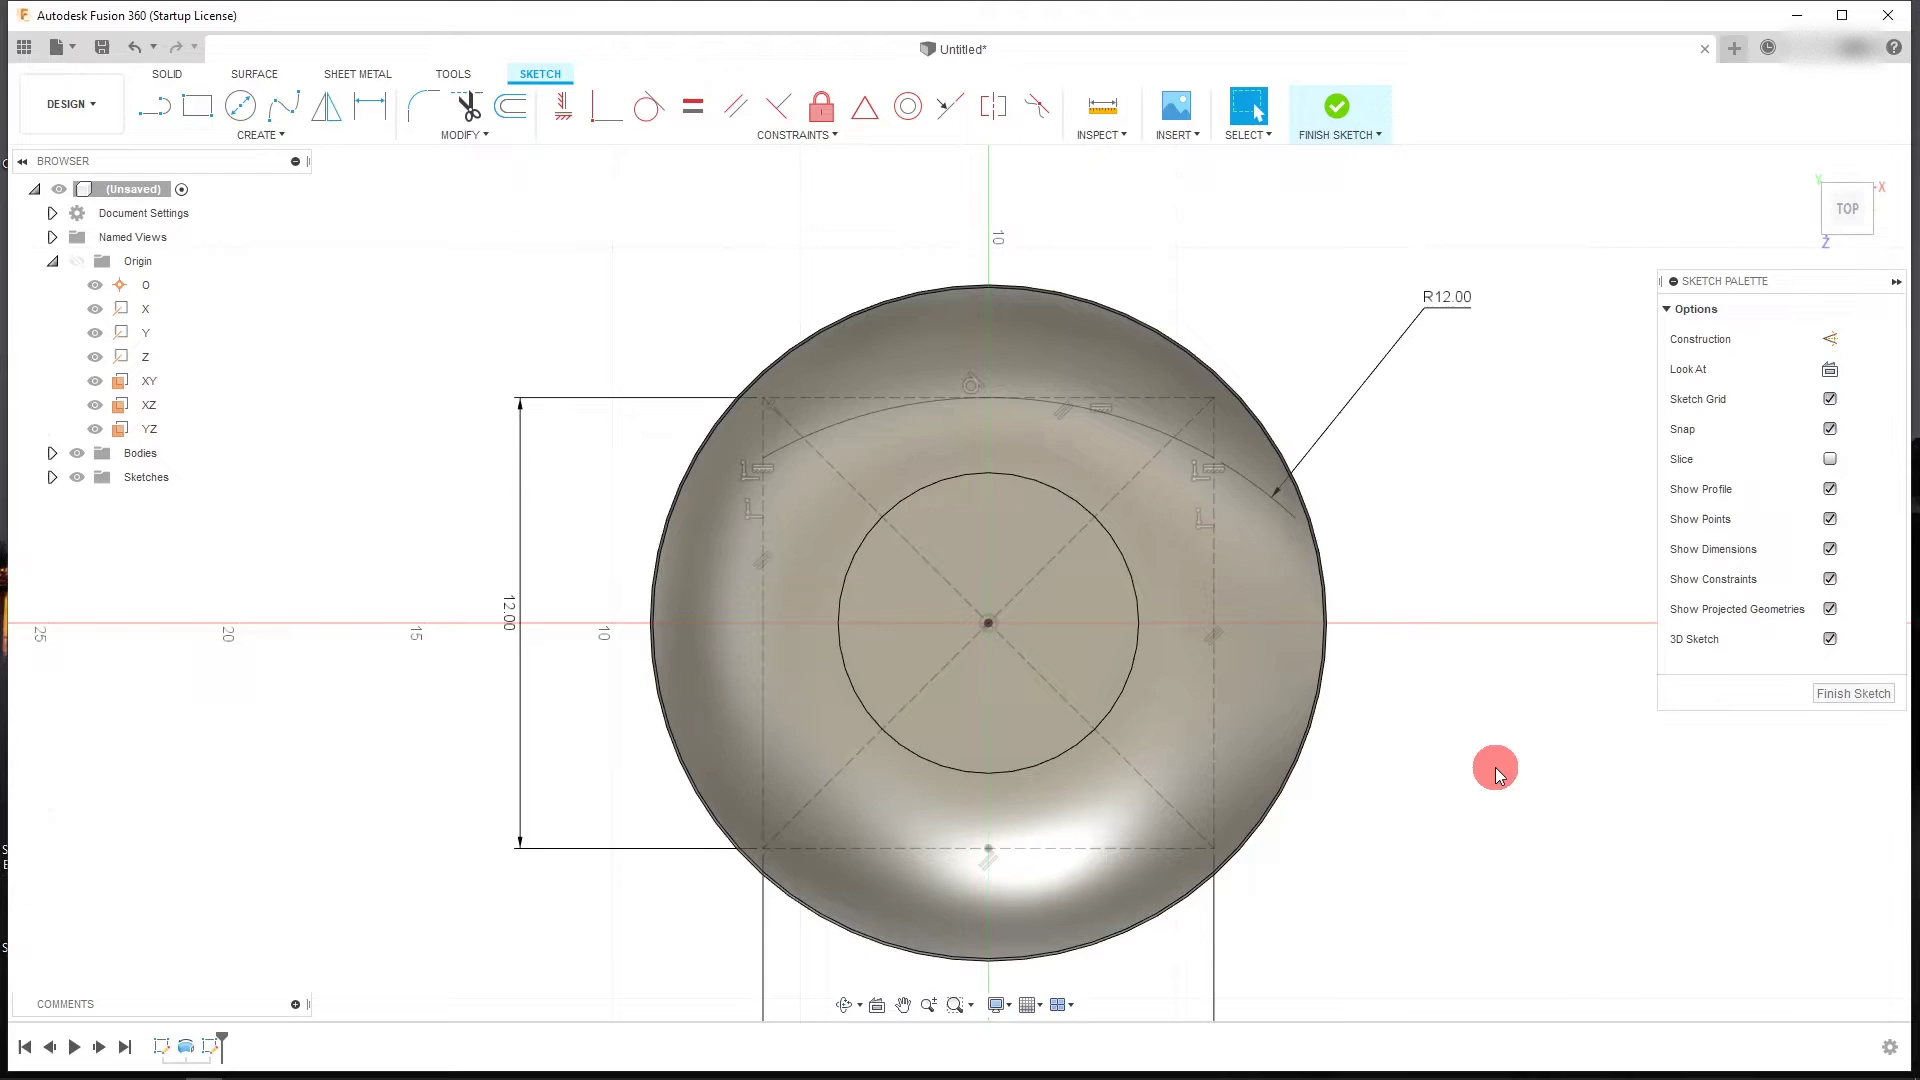 Autodesk Fusion 360 (Startup License)
Untitled*
SOLID SURFACE SHEET METAL TOOLS SKETCH
DESIGN
CREATE MODIFY CONSTRAINTS INSPECT INSERT SELECT FINISH SKETCH
BROWSER
(Unsaved)
Document Settings
Named Views
Origin
O
X
Y
Z
XY
XZ
YZ
Bodies
Sketches
10
R12.00
12.00
25 20 15 10
Y X
TOP
Z
SKETCH PALETTE
Options
Construction
Look At
Sketch Grid
Snap
Slice
Show Profile
Show Points
Show Dimensions
Show Constraints
Show Projected Geometries
3D Sketch
Finish Sketch
COMMENTS